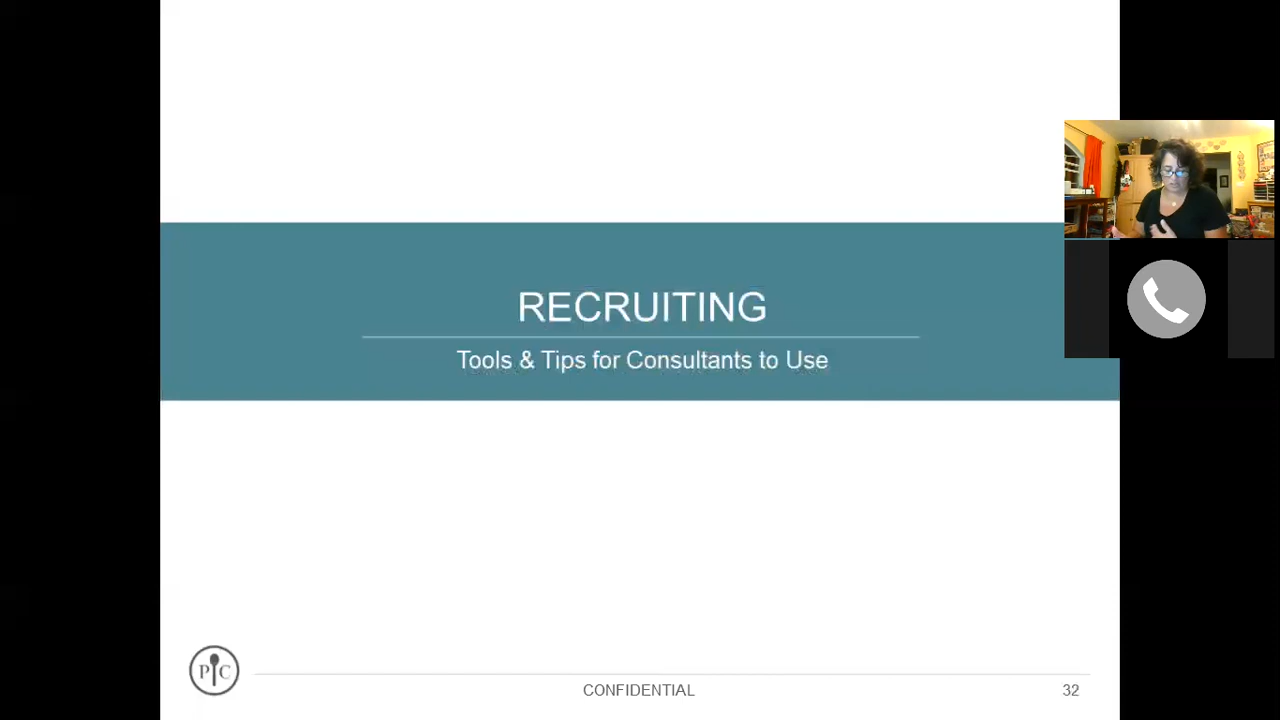 RECRUITING
Tools & Tips for Consultants to Use
P C
CONFIDENTIAL
32